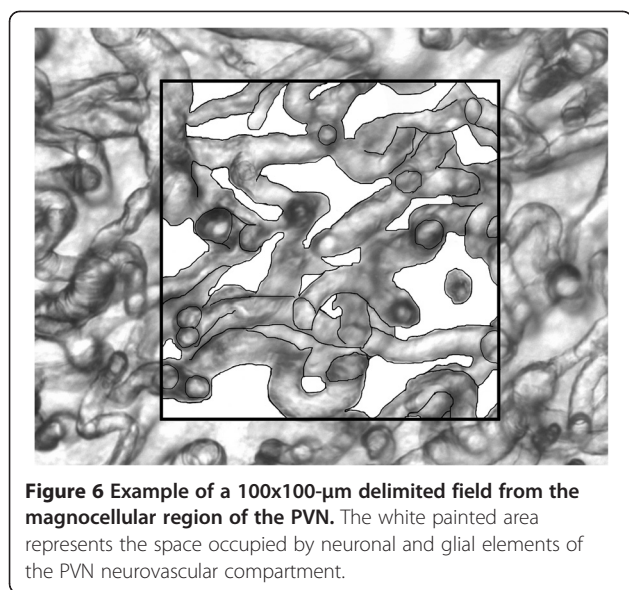 Figure 6 Example of a 100x100-μm delimited field from the
magnocellular region of the PVN. The white painted area
represents the space occupied by neuronal and glial elements of
the PVN neurovascular compartment.